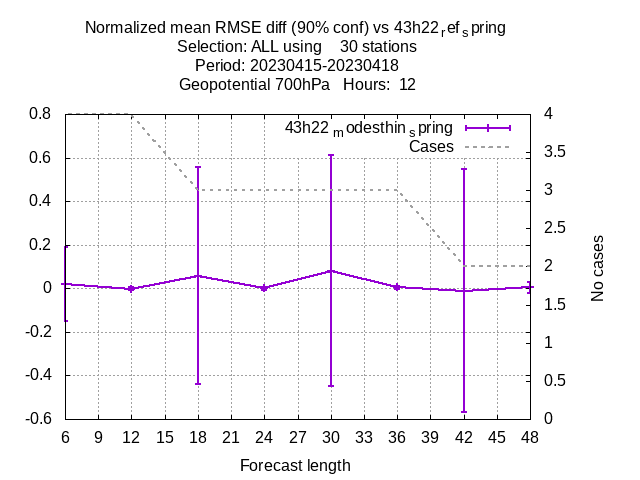 Normalized mean RMSE diff (90% conf) vs 43h22refspring
Selection: ALL using 30 stations
Period: 20230415-20230418
Geopotential 700hPa Hours: 12
43h22modesthinspring
Cases
0.8
0.6
0.4
0.2
0
-0.2
-0.4
-0.6
4
3.5
3
2.5
2
1.5
1
0.5
0
No cases
6 9 12 15 18 21 24 27 30 33 36 39 42 45 48
Forecast length